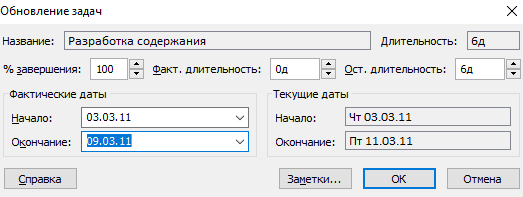 Обновление задач
Название: Разработка содержания Длительность: 6д
% завершения: 100 Факт. длительность: 0д Ост. длительность: 6д
Фактические даты Текущие даты
Начало: 03.03.11 Начало: Чт 03.03.11
Окончание: 09.03.11 Окончание: Пт 11.03.11
Справка Заметки... ОК Отмена